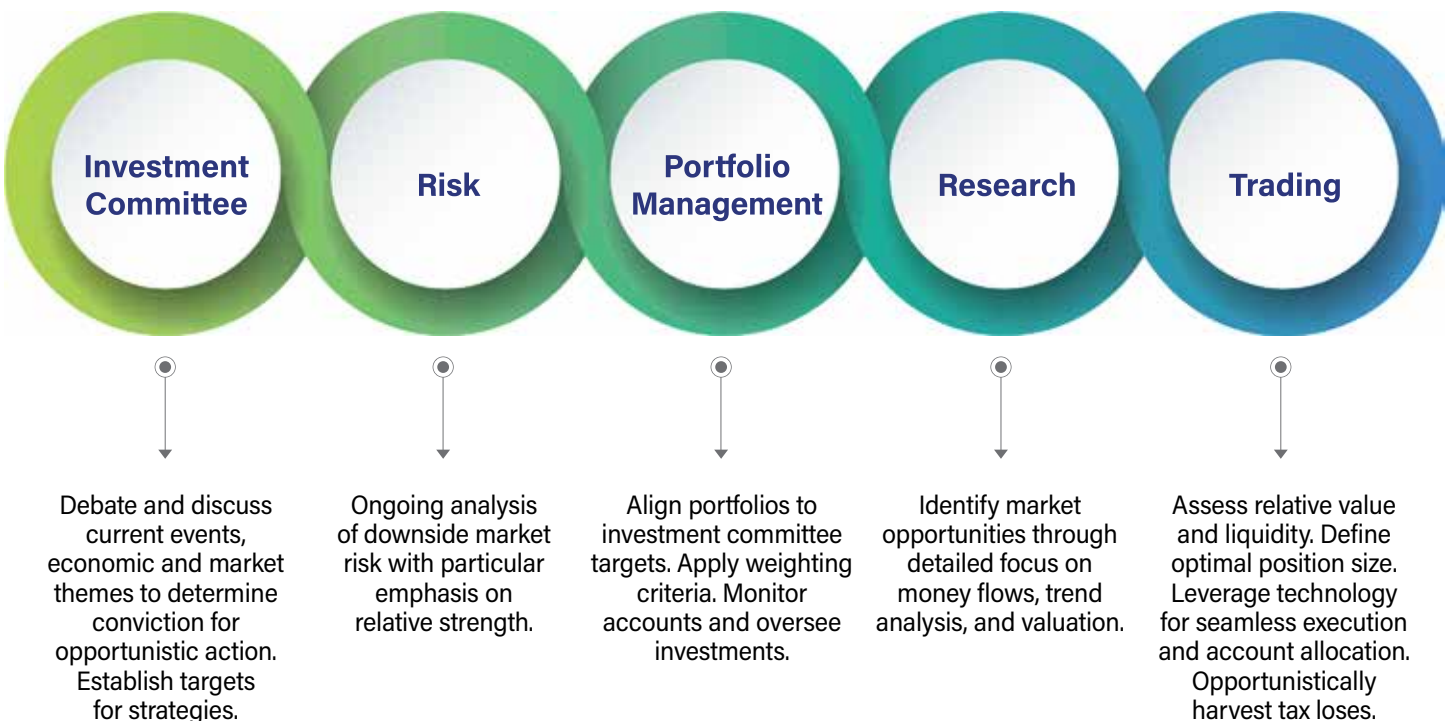 Investment
Committee
Risk
Portfolio
Management
Research
Trading
Debate and discuss
current events,
economic and market
themes to determine
conviction for
opportunistic action.
Establish targets
for strategies.
Ongoing analysis
of downside market
risk with particular
emphasis on
relative strength.
Align portfolios to
investment committee
targets. Apply weighting
criteria. Monitor
accounts and oversee
investments.
Identify market
opportunities through
detailed focus on
money flows, trend
analysis, and valuation.
Assess relative value
and liquidity. Define
optimal position size.
Leverage technology
for seamless execution
and account allocation.
Opportunistically
harvest tax loses.